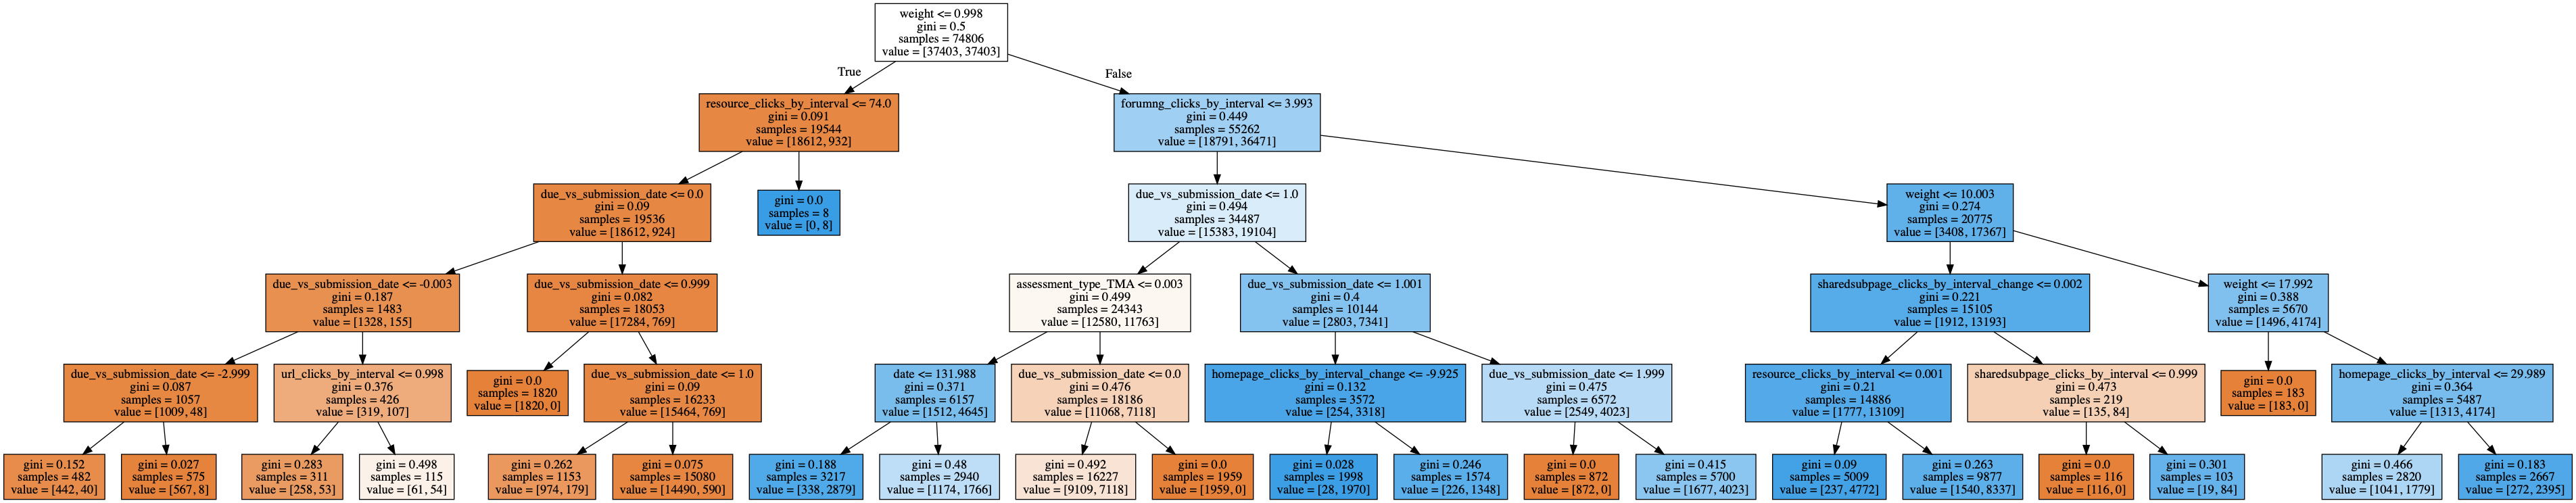 weight <= 0.998
gini = 0.5
samples = 74806
value = [37403, 37403]
True
False
resource_clicks_by_interval <= 74.0
gini = 0.091
samples = 19544
value = [18612, 932]
forumng_clicks_by_interval <= 3.993
gini = 0.449
samples = 55262
value = [18791, 36471]
due_vs_submission_date <= 0.0
gini = 0.09
samples = 19536
value = [18612, 924]
gini = 0.0
samples = 8
value = [0, 8]
due_vs_submission_date <= 1.0
gini = 0.494
samples = 34487
value = [15383, 19104]
weight <= 10.003
gini = 0.274
samples = 20775
value = [3408, 17367]
due_vs_submission_date <= -0.003
gini = 0.187
samples = 1483
value = [1328, 155]
due_vs_submission_date <= 0.999
gini = 0.082
samples = 18053
value = [17284, 769]
assessment_type_TMA <= 0.003
gini = 0.499
samples = 24343
value = [12580, 11763]
due_vs_submission_date <= 1.001
gini = 0.4
samples = 10144
value = [2803, 7341]
sharedsubpage_clicks_by_interval_change <= 0.002
gini = 0.221
samples = 15105
value = [1912, 13193]
weight <= 17.992
gini = 0.388
samples = 5670
value = [1496, 4174]
due_vs_submission_date <= -2.999
gini = 0.087
samples = 1057
value = [1009, 48]
url_clicks_by_interval <= 0.998
gini = 0.376
samples = 426
value = [319, 107]
gini = 0.0
samples = 1820
value = [1820, 0]
due_vs_submission_date <= 1.0
gini = 0.09
samples = 16233
value = [15464, 769]
date <= 131.988
gini = 0.371
samples = 6157
value = [1512, 4645]
due_vs_submission_date <= 0.0
gini = 0.476
samples = 18186
value = [11068, 7118]
homepage_clicks_by_interval_change <= -9.925
gini = 0.132
samples = 3572
value = [254, 3318]
due_vs_submission_date <= 1.999
gini = 0.475
samples = 6572
value = [2549, 4023]
resource_clicks_by_interval <= 0.001
gini = 0.21
samples = 14886
value = [1777, 13109]
sharedsubpage_clicks_by_interval <= 0.999
gini = 0.473
samples = 219
value = [135, 84]
gini = 0.0
samples = 183
value = [183, 0]
homepage_clicks_by_interval <= 29.989
gini = 0.364
samples = 5487
value = [1313, 4174]
gini = 0.152
samples = 482
value = [442, 40]
gini = 0.027
samples = 575
value = [567, 8]
gini = 0.283
samples = 311
value = [258, 53]
gini = 0.498
samples = 115
value = [61, 54]
gini = 0.262
samples = 1153
value = [974, 179]
gini = 0.075
samples = 15080
value = [14490, 590]
gini = 0.188
samples = 3217
value = [338, 2879]
gini = 0.48
samples = 2940
value = [1174, 1766]
gini = 0.492
samples = 16227
value = [9109, 7118]
gini = 0.0
samples = 1959
value = [1959, 0]
gini = 0.028
samples = 1998
value = [28, 1970]
gini = 0.246
samples = 1574
value = [226, 1348]
gini = 0.0
samples = 872
value = [872, 0]
gini = 0.415
samples = 5700
value = [1677, 4023]
gini = 0.09
samples = 5009
value = [237, 4772]
gini = 0.263
samples = 9877
value = [1540, 8337]
gini = 0.0
samples = 116
value = [116, 0]
gini = 0.301
samples = 103
value = [19, 84]
gini = 0.466
samples = 2820
value = [1041, 1779]
gini = 0.183
samples = 2667
value = [272, 2395]